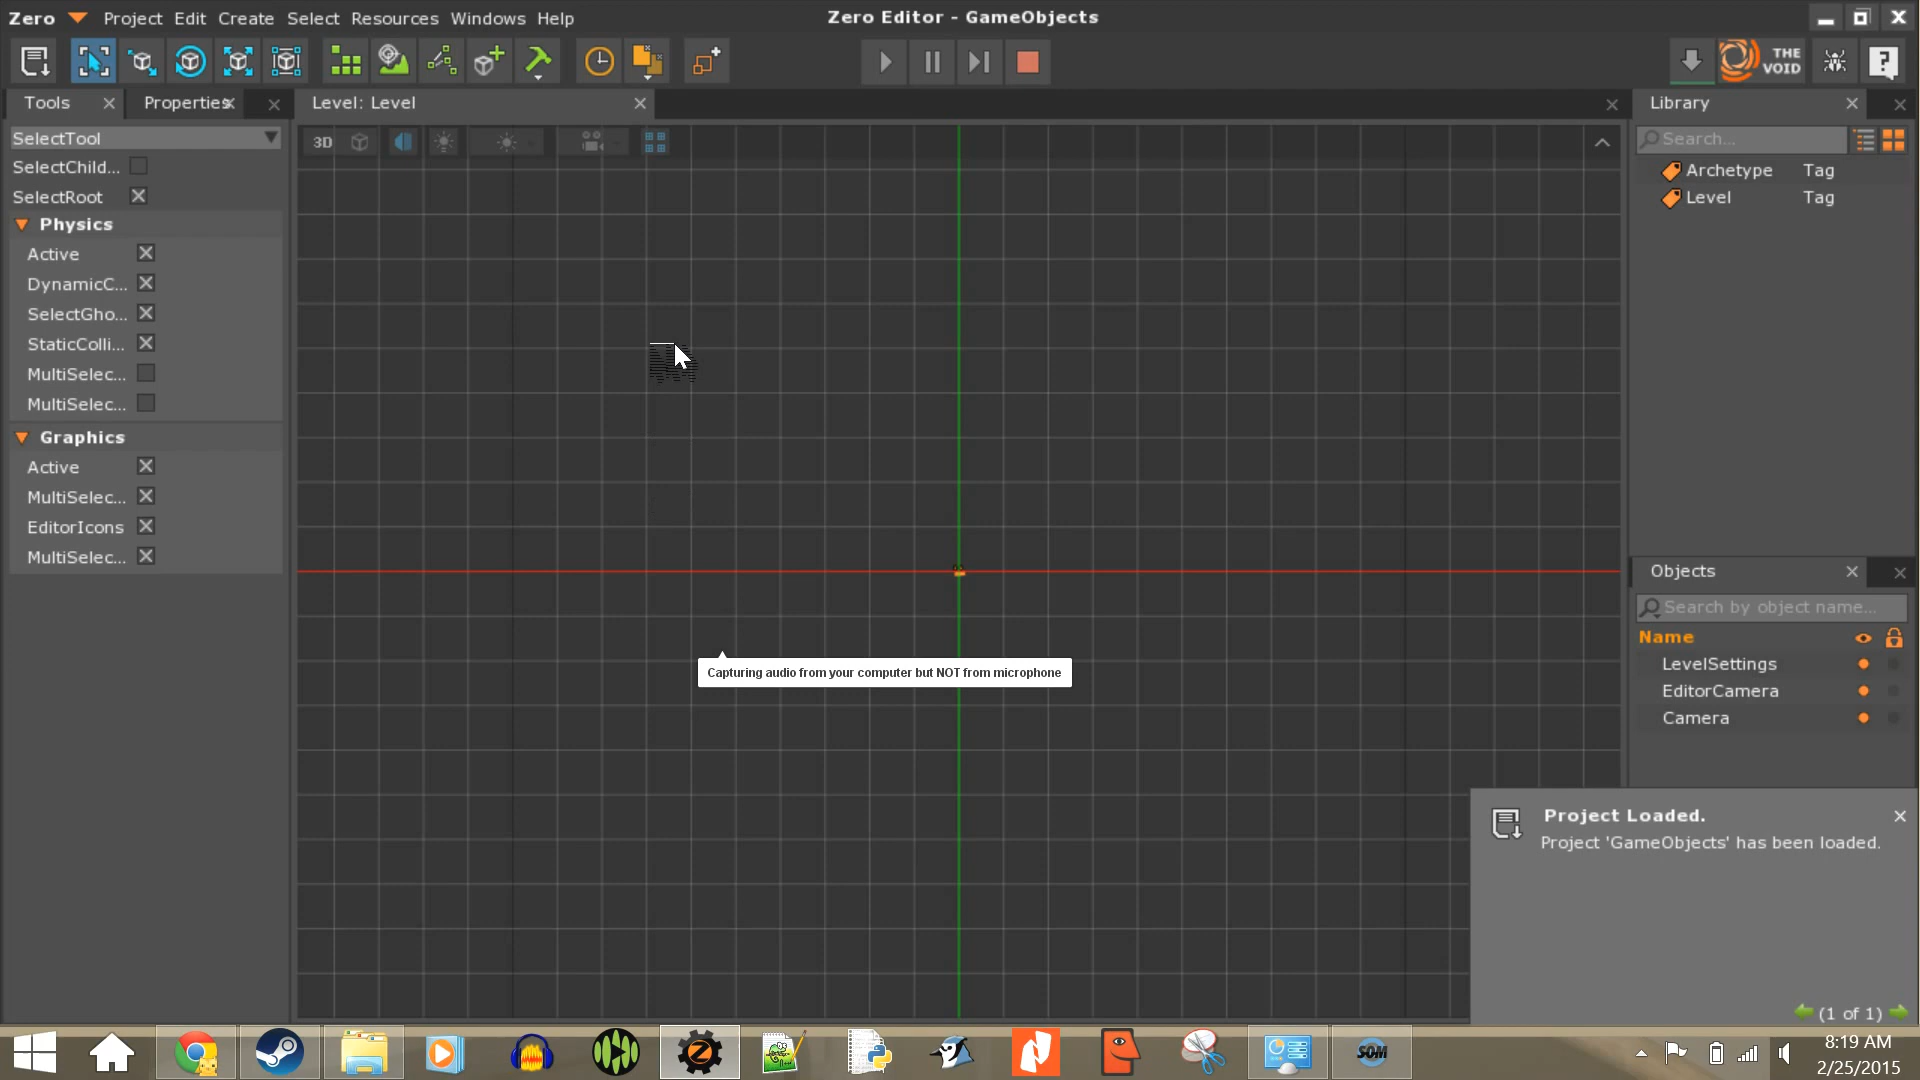 Zero Project Edit Create Select Resources Windows Help
Zero Editor - GameObjects
THE
VOID
Tools
Properties
Level: Level
Library
SelectTool
SelectChild...
SelectRoot
Physics
Active
DynamicC...
SelectGho...
StaticColli...
MultiSelec...
MultiSelec...
Graphics
Active
MultiSelec...
EditorIcons
MultiSelec...
3D
Capturing audio from your computer but NOT from microphone
Search...
Archetype Tag
Level Tag
Objects
Search by object name...
Name
LevelSettings
EditorCamera
Camera
Project Loaded.
Project 'GameObjects' has been loaded.
(1 of 1)
SOM
8:19 AM
2/25/2015